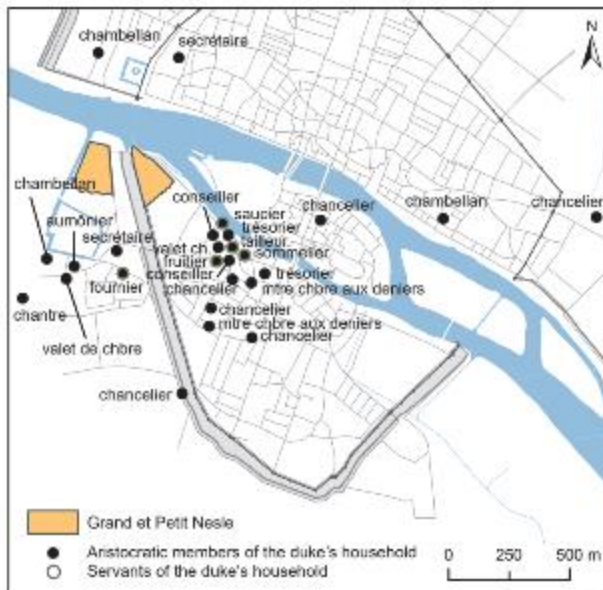 chambellan
secrétaire
N
chambellan
aumônier
secrétaire
fournier
chantre
valet de chbre
conseiller
saucier
trésorier
tailleur
valet ch
sommelier
fruitier
conseiller
trésorier
chancelier
mtre chbre aux deniers
chancelier
mtre chbre aux deniers
chancelier
chancelier
chambellan
chancelier
chancelier
Grand et Petit Nesle
Aristocratic members of the duke's household
Servants of the duke's household
0 250 500 m